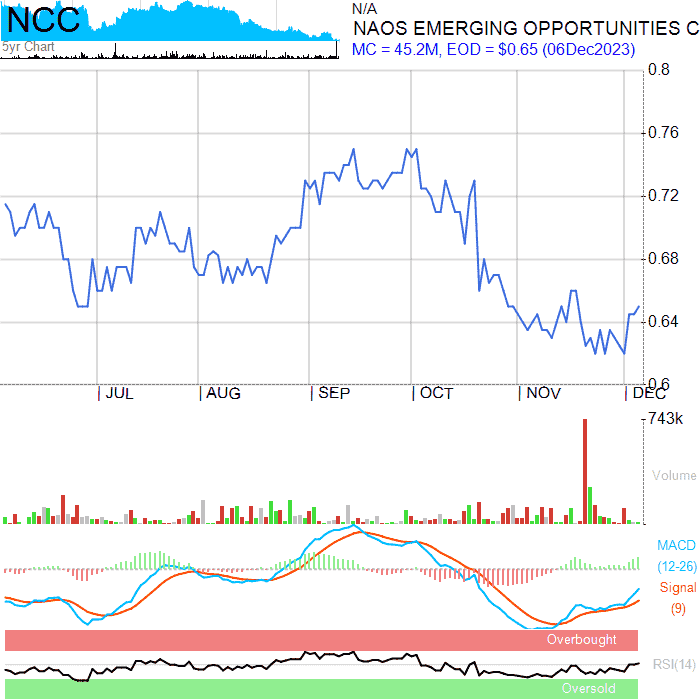 NCC
5yr Chart
N/A
NAOS EMERGING OPPORTUNITIES C
MC = 45.2M, EOD = $0.65 (06Dec2023)
0.8
0.76
0.72
0.68
0.64
0.6
JUL AUG SEP OCT NOV DEC
743k
Volume
MACD
(12-26)
Signal
(9)
Overbought
RSI(14)
Oversold